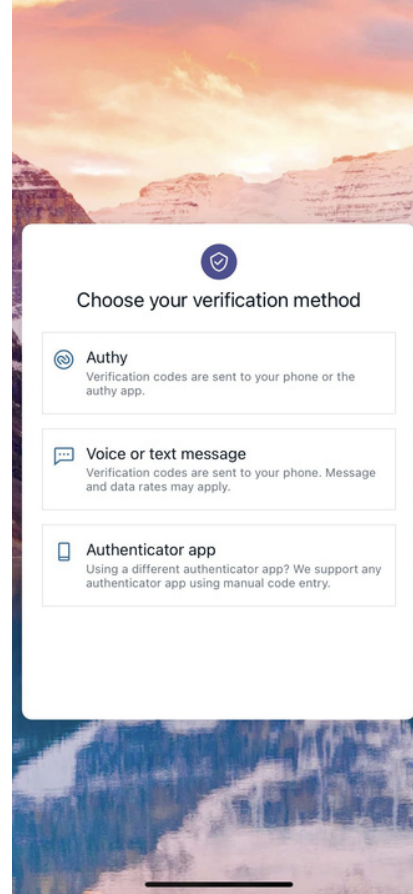 Choose your verification method
Authy
Verification codes are sent to your phone or the
authy app.
Voice or text message
Verification codes are sent to your phone. Message
and data rates may apply.
Authenticator app
Using a different authenticator app? We support any
authenticator app using manual code entry.